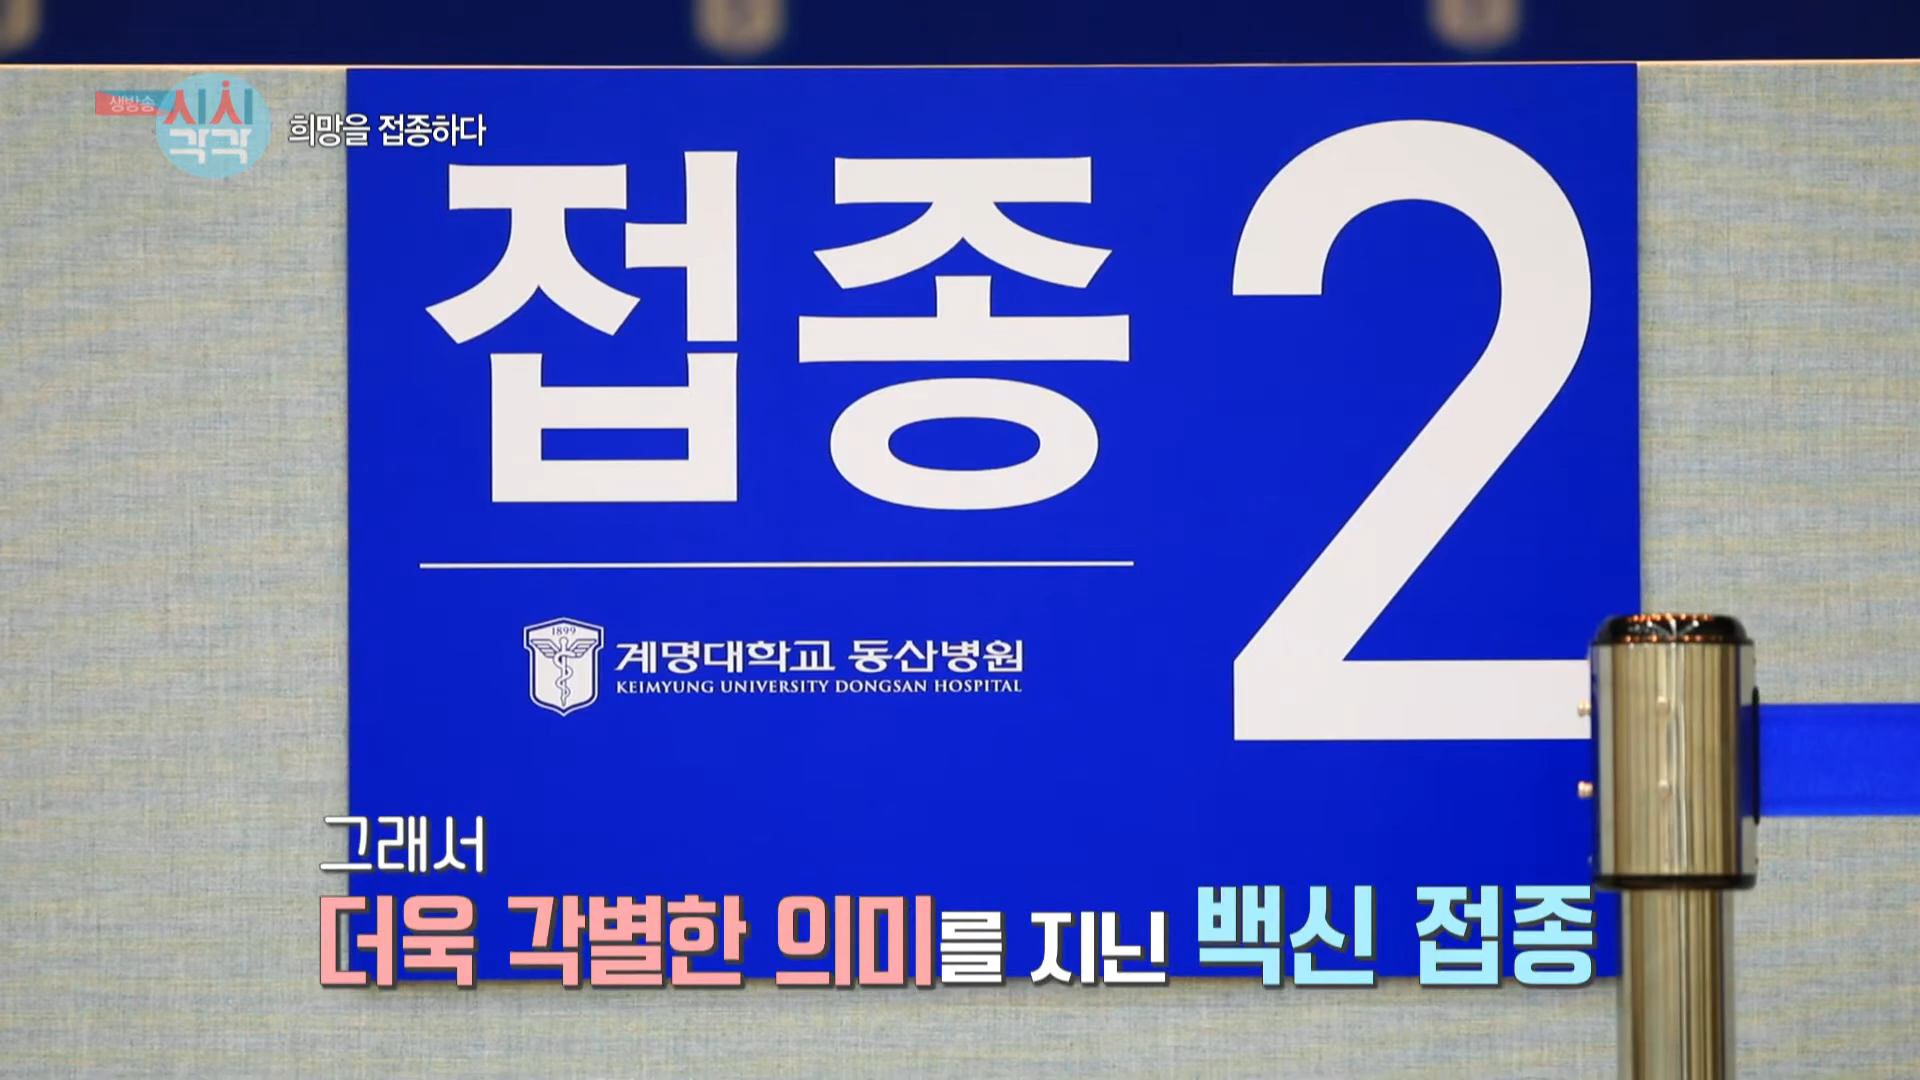 생방송
시시각각
희망을 접종하다
접종 2
1899
계명대학교 동산병원
KEIMYUNG UNIVERSITY DONGSAN HOSPITAL
그래서
더욱 각별한 의미를 지닌 백신 접종